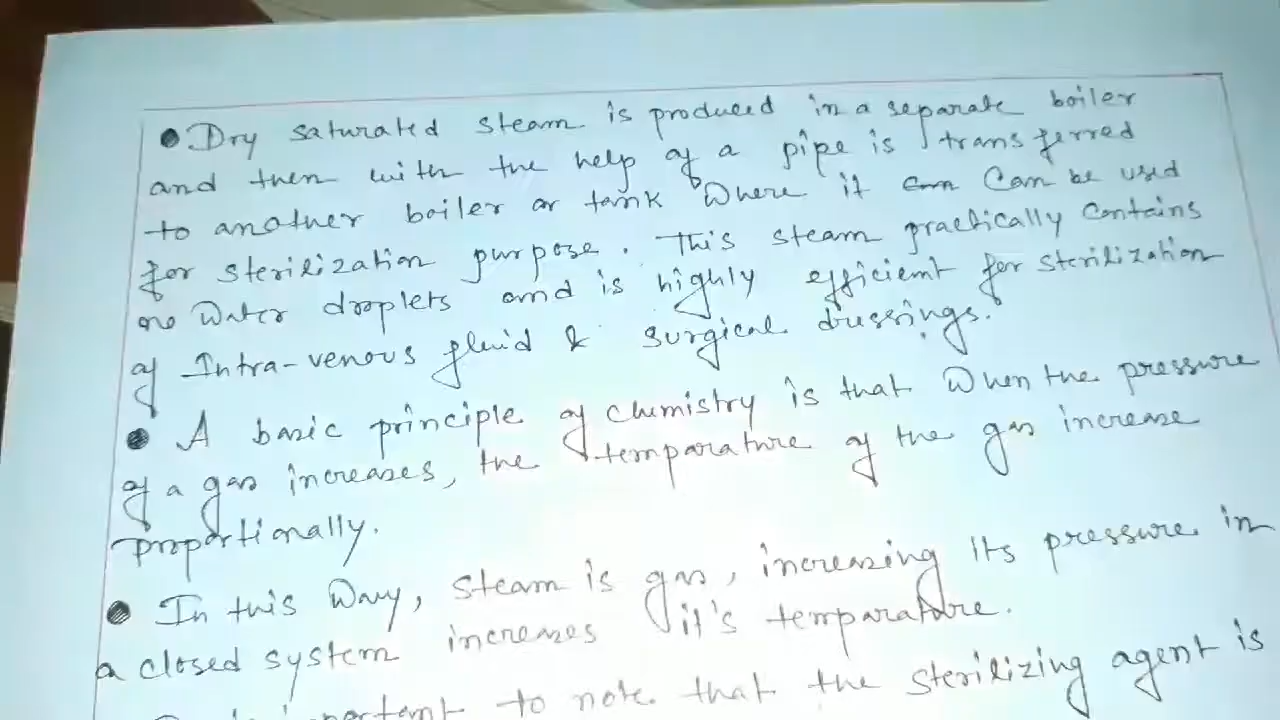 ● Dry saturated steam is produced in a separate boiler
and then with the help of a pipe is transferred
to another boiler or tank where it can be used
for sterilization purpose. This steam practically contains
no water droplets and is highly efficient for sterilization
of Intra-venous fluid & surgical dressings.
● A basic principle of chemistry is that when the pressure
of a gas increases, the temparature of the gas increase
proportionally.
● In this way, steam is gas, increasing its pressure in
a closed system increases it's temparature.
to note that the sterilizing agent is